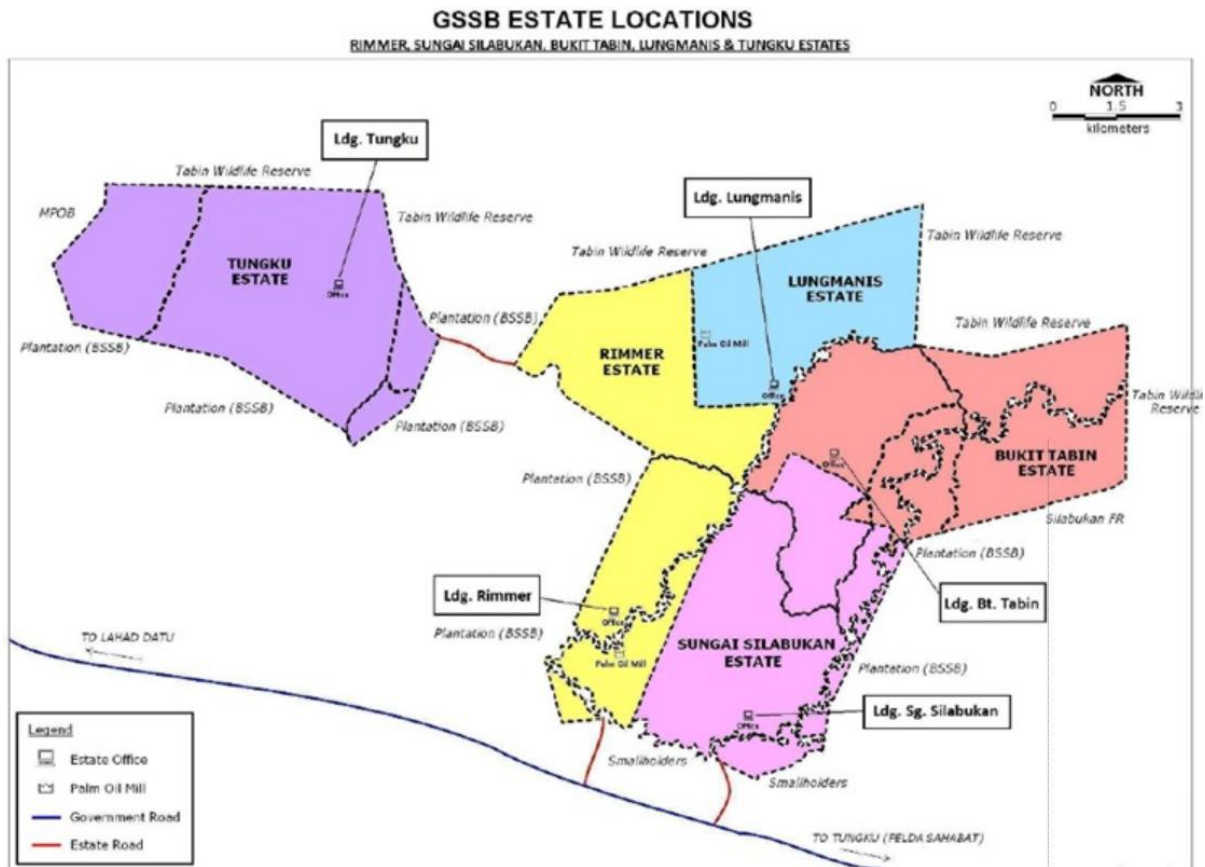 GSSB ESTATE LOCATIONS
RIMMER, SUNGAI SILABUKAN, BUKIT TABIN, LUNGMANIS & TUNGKU ESTATES
NORTH
0 1.5 3
kilometers
Ldg. Tungku
Tabin Wildlife Reserve
MPOB
Tabin Wildlife Reserve
TUNGKU
ESTATE
Office
Plantation (BSSB)
Plantation (BSSB)
Plantation (BSSB)
Plantation (BSSB)
Ldg. Lungmanis
Tabin Wildlife Reserve
Tabin Wildlife Reserve
LUNGMANIS
ESTATE
Palm Oil Mill
Office
RIMMER
ESTATE
Tabin Wildlife Reserve
Tabin Wildlife
Reserve
BUKIT TABIN
ESTATE
Office
Silabukan FR
Plantation (BSSB)
Plantation (BSSB)
Ldg. Bt. Tabin
Ldg. Rimmer
Office
Plantation (BSSB)
Palm Oil Mill
SUNGAI SILABUKAN
ESTATE
Plantation (BSSB)
Ldg. Sg. Silabukan
Office
Smallholders
Smallholders
TO LAHAD DATU
TO TUNGKU (FELDA SAHABAT)
Legend
Estate Office
Palm Oil Mill
Government Road
Estate Road